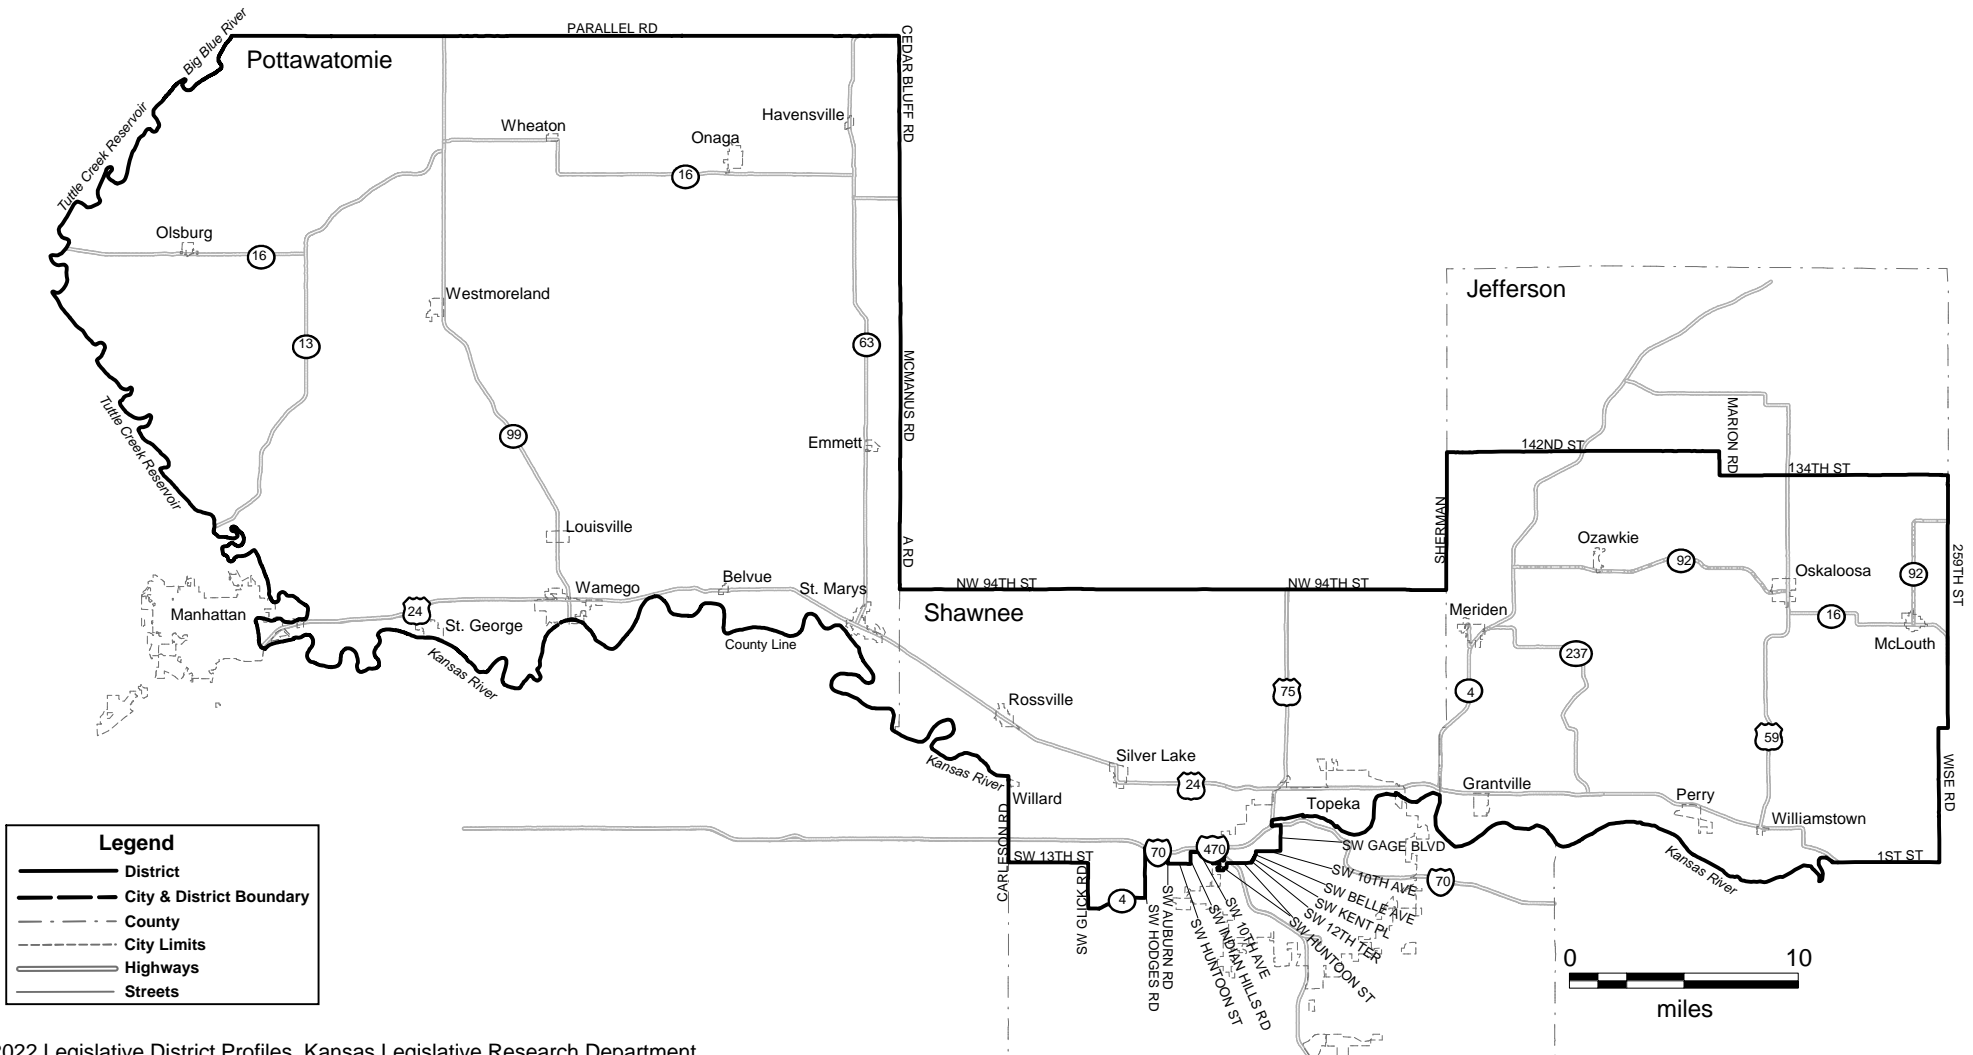 Big Blue River
PARALLEL RD
CEDAR BLUFF RD
Pottawatomie
Tuttle Creek Reservoir
Wheaton
Onaga
Havensville
16
Olsburg
16
Westmoreland
13
63
MCMANUS RD
99
Emmett
Tuttle Creek Reservoir
Louisville
A RD
Manhattan
24
St. George
Wamego
Belvue
St. Marys
Kansas River
County Line
NW 94TH ST
NW 94TH ST
Shawnee
Jefferson
142ND ST
MARION RD
134TH ST
SHERMAN
Ozawkie
92
Oskaloosa
92
259TH ST
Meriden
16
McLouth
237
4
75
59
Rossville
Silver Lake
24
Kansas River
Willard
Topeka
Grantville
Perry
Williamstown
WISE RD
1ST ST
Kansas River
CARLESON RD
SW 13TH ST
SW GLICK RD
4
70
470
70
SW GAGE BLVD
SW 10TH AVE
SW BELLE AVE
SW KENT PL
SW 12TH TER
SW HUNTOON ST
SW 10TH AVE
SW INDIAN HILLS RD
SW HUNTOON ST
SW AUBURN RD
SW HODGES RD
Legend
District
City & District Boundary
County
City Limits
Highways
Streets
0 10
miles
2022 Legislative District Profiles, Kansas Legislative Research Department